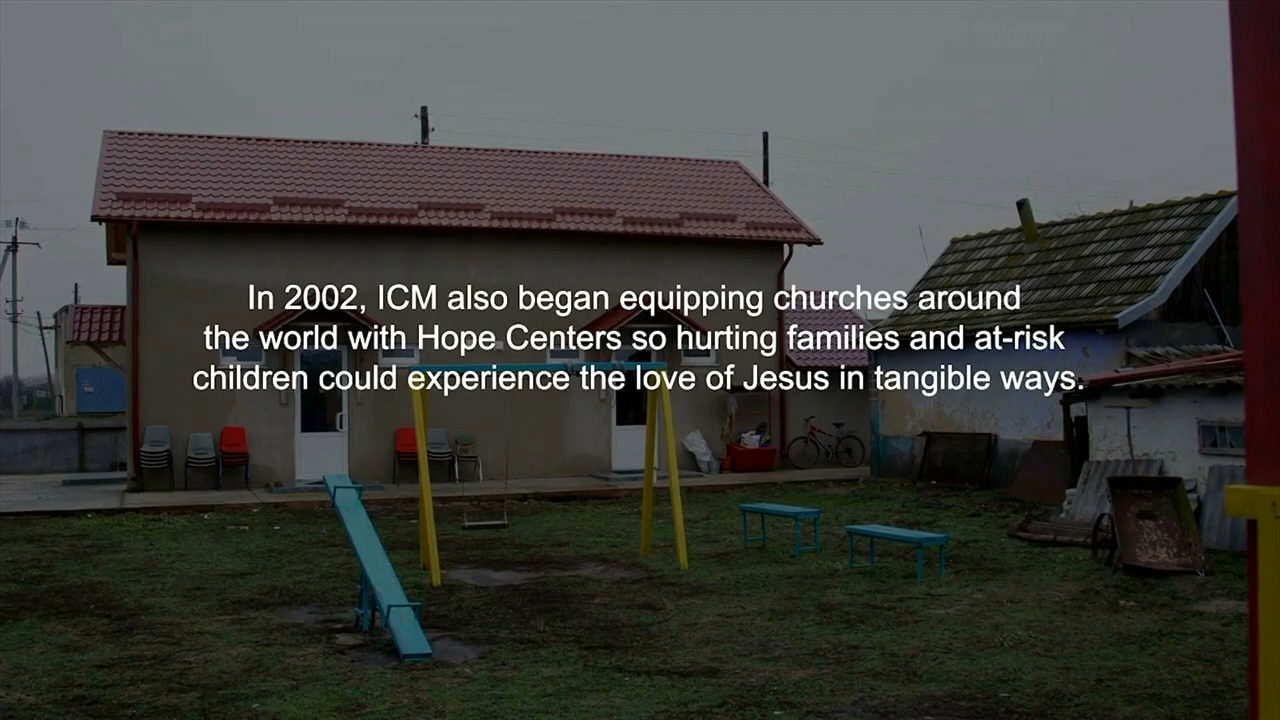 In 2002, ICM also began equipping churches around
the world with Hope Centers so hurting families and at-risk
children could experience the love of Jesus in tangible ways.